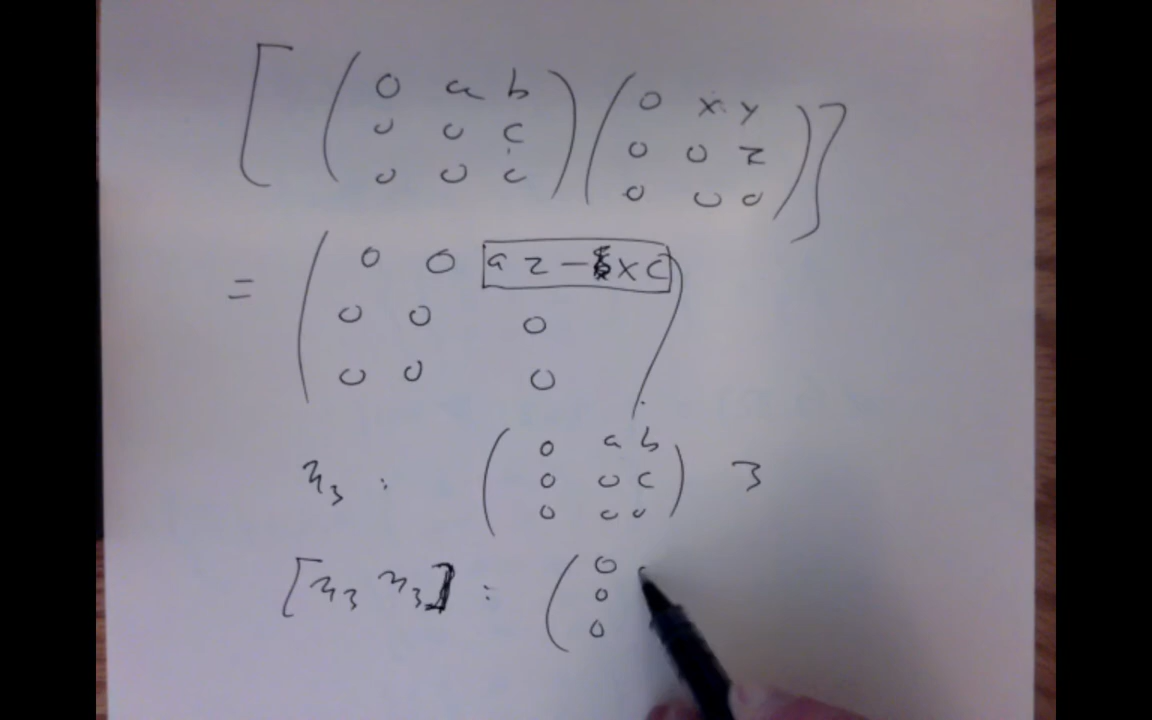 [ ( 0 a b ) ( 0 x y ) ]
0 0 c 0 0 z
0 0 0 0 0 0
= ( 0 0 az - xc )
0 0 0
0 0 0
n₃ : ( 0 a b ) 3
0 0 c
0 0 0
[n₃ n₃] : ( 0
0
0